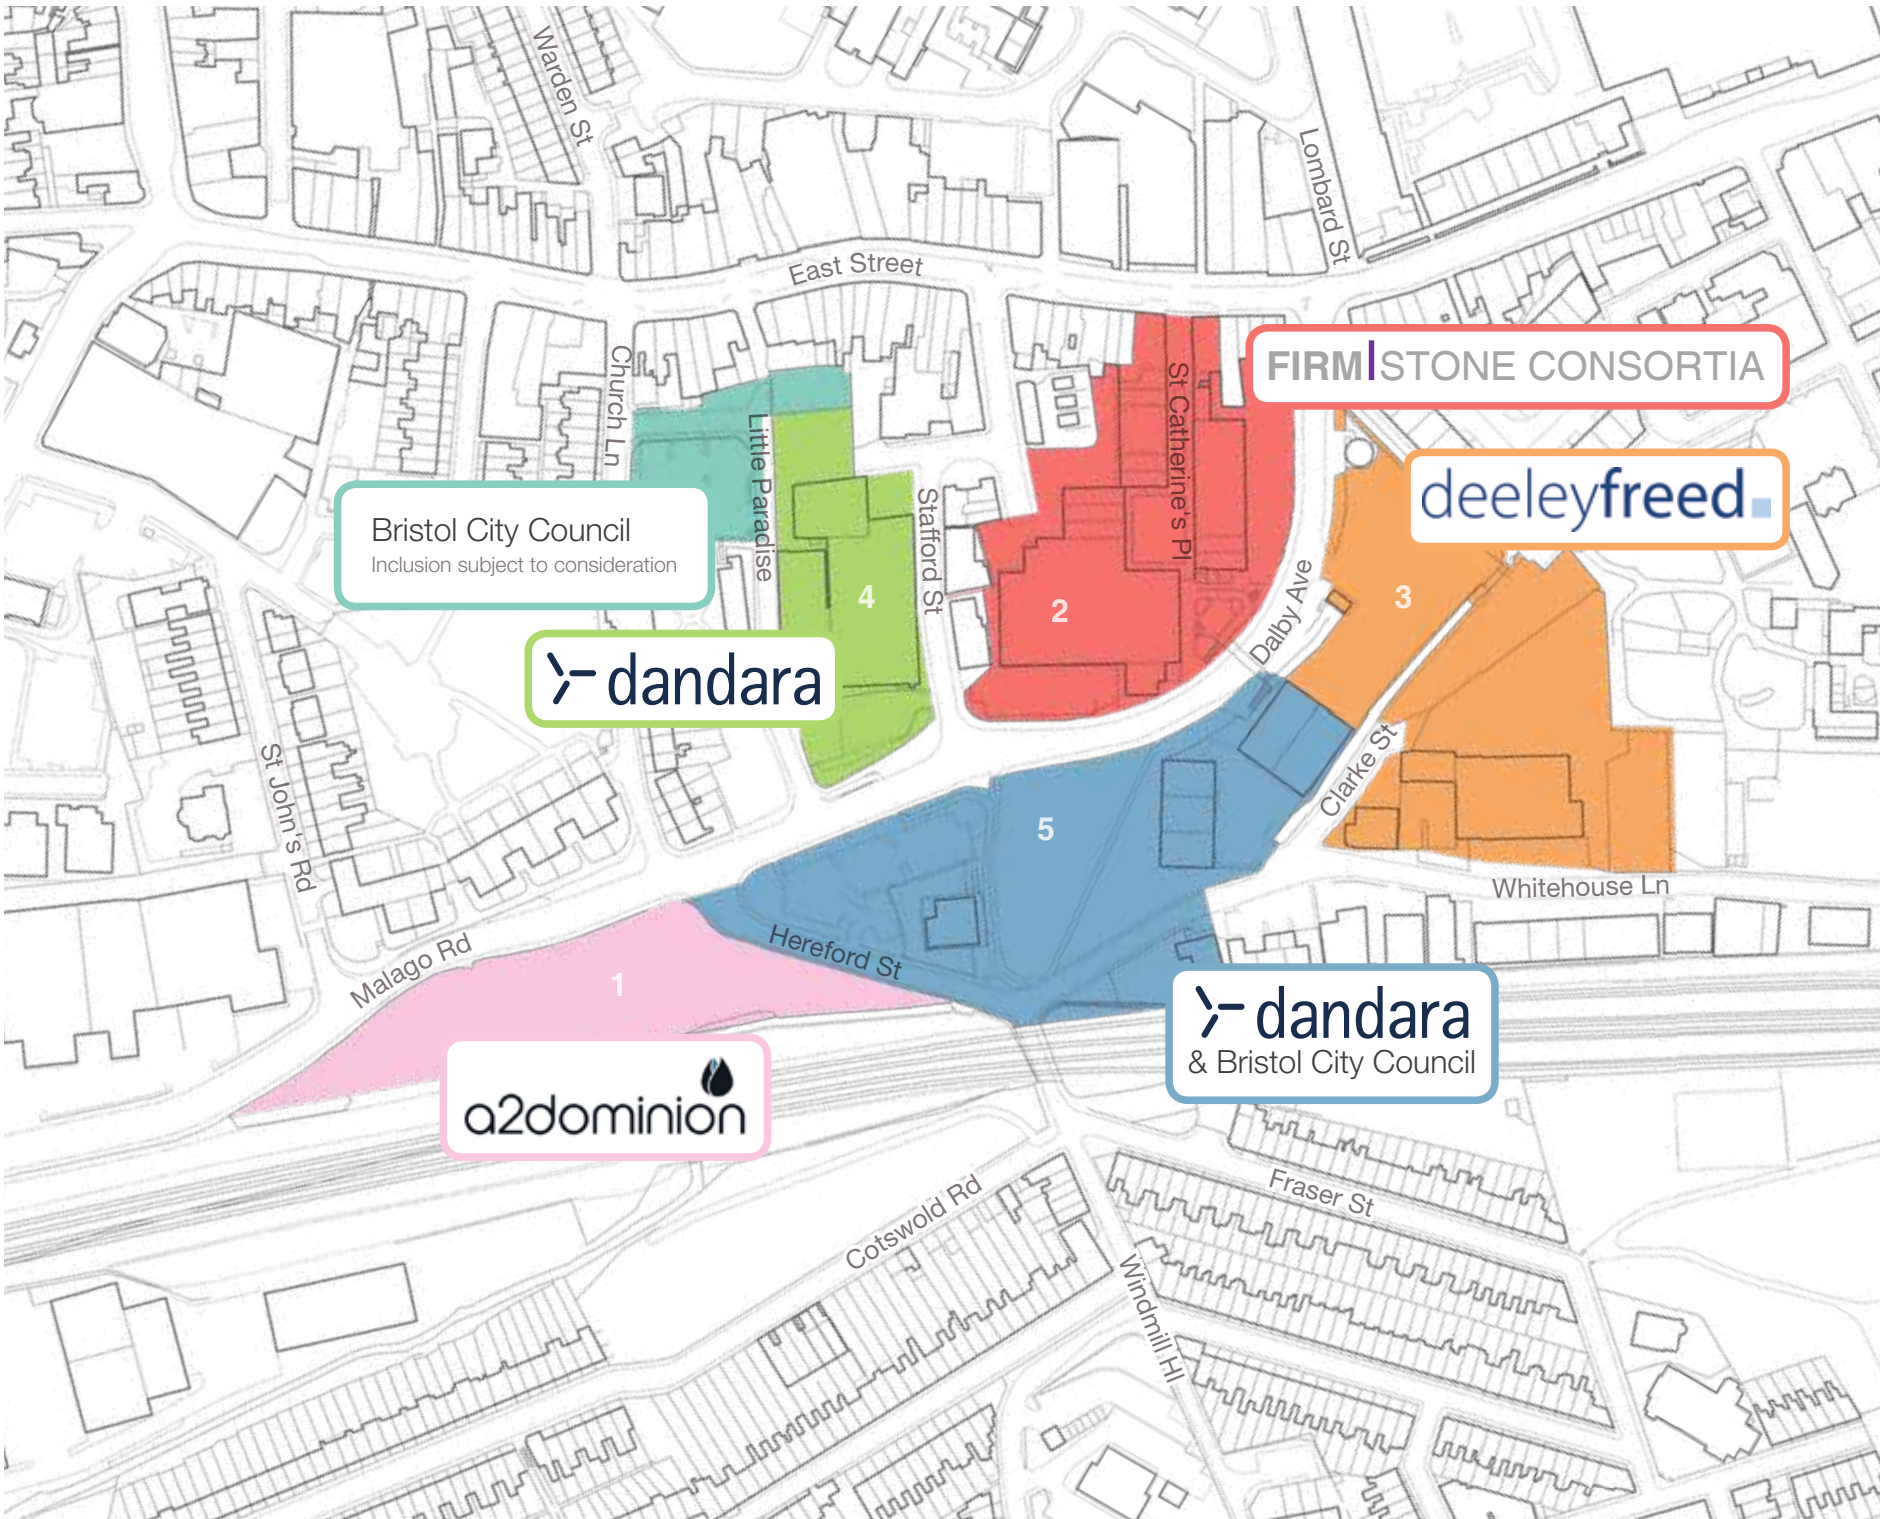 Warden St
Lombard St
East Street
Church Ln
St Catherine's Pl
FIRM|STONE CONSORTIA
Little Paradise
deeleyfreed
Stafford St
Bristol City Council
Inclusion subject to consideration
4
2
3
Dalby Ave
dandara
St John's Rd
Clarke St
5
Whitehouse Ln
Malago Rd
Hereford St
1
dandara
& Bristol City Council
a2dominion
Cotswold Rd
Fraser St
Windmill Hl